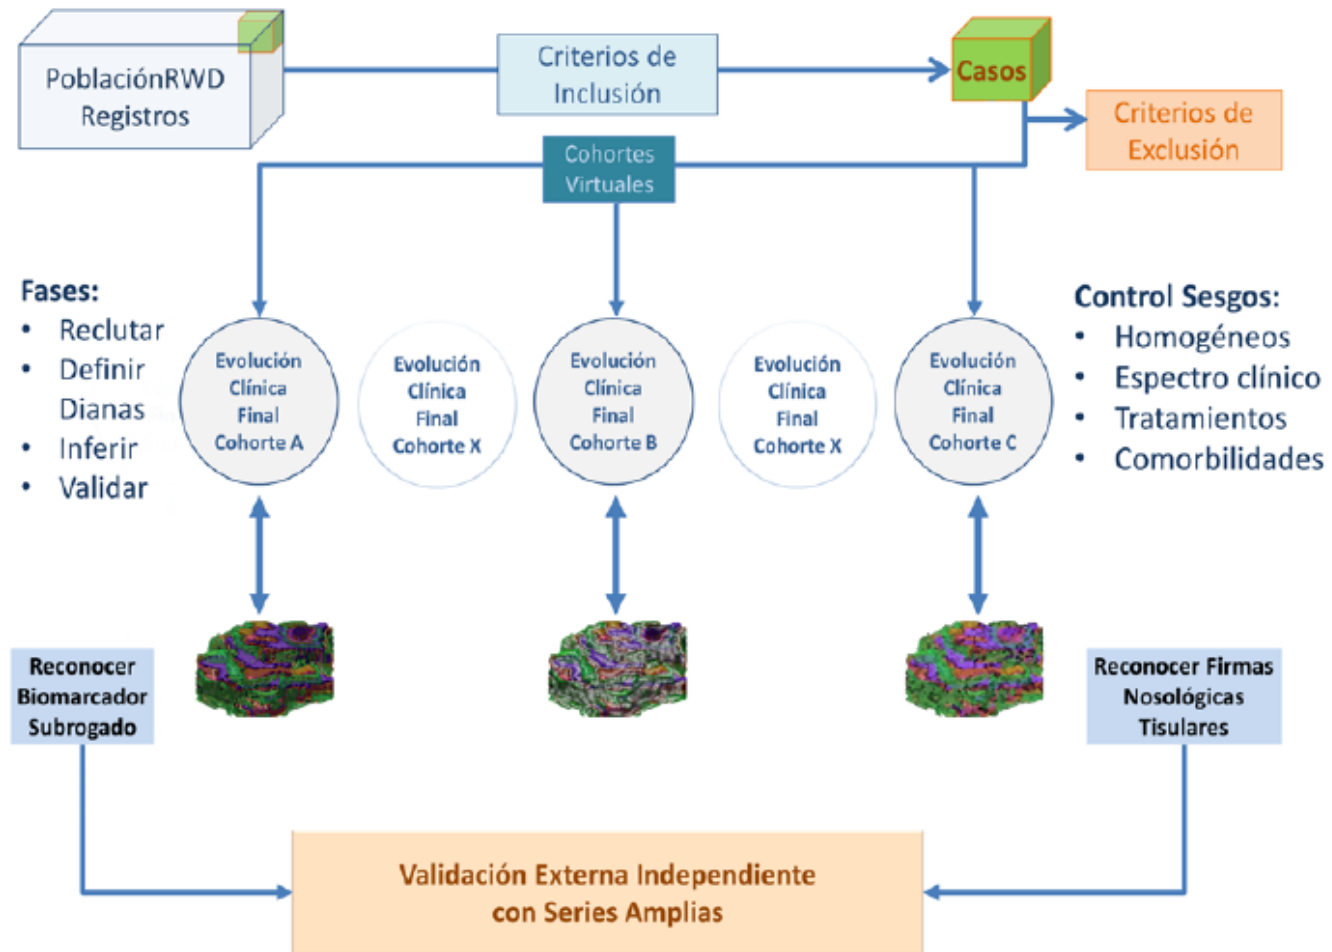 PoblaciónRWD
Registros
Criterios de
Inclusión
Casos
Criterios de
Exclusión
Cohortes
Virtuales
Fases:
• Reclutar
• Definir
Dianas
• Inferir
• Validar
Evolución
Clínica
Final
Cohorte A
Evolución
Clínica
Final
Cohorte X
Evolución
Clínica
Final
Cohorte B
Evolución
Clínica
Final
Cohorte X
Evolución
Clínica
Final
Cohorte C
Control Sesgos:
• Homogéneos
• Espectro clínico
• Tratamientos
• Comorbilidades
Reconocer
Biomarcador
Subrogado
Reconocer Firmas
Nosológicas
Tisulares
Validación Externa Independiente
con Series Amplias